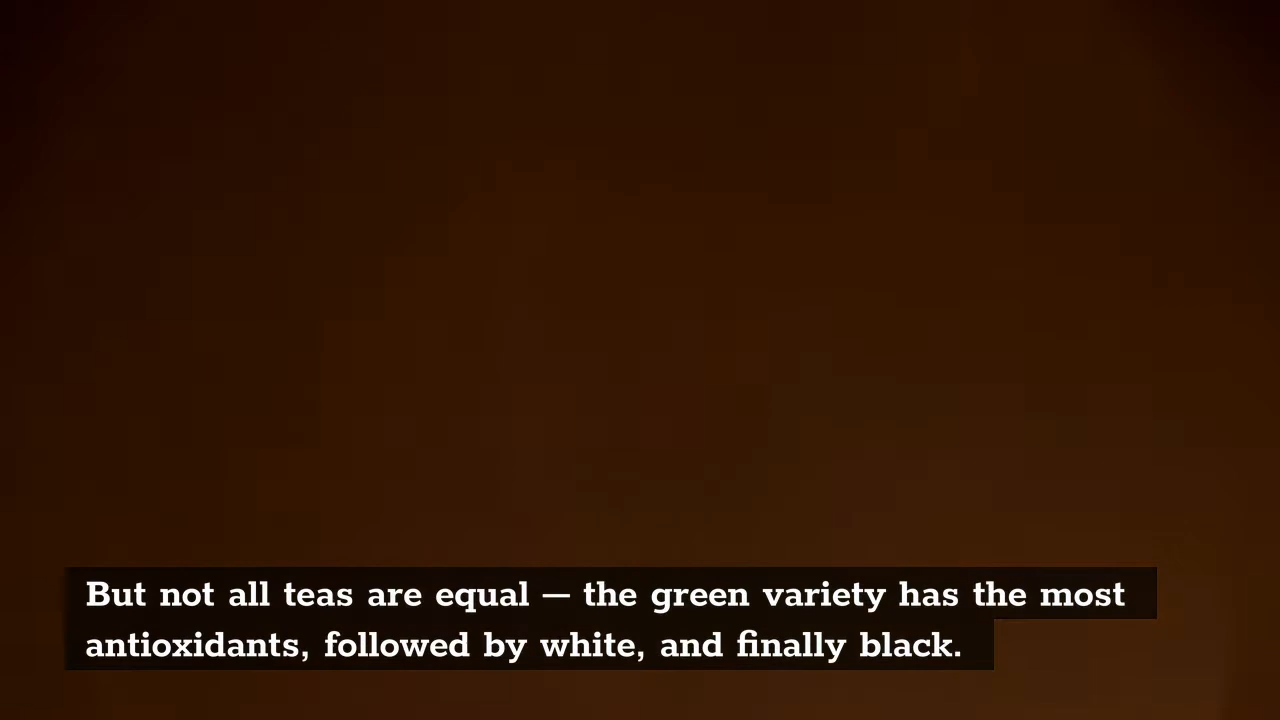 But not all teas are equal — the green variety has the most
antioxidants, followed by white, and finally black.